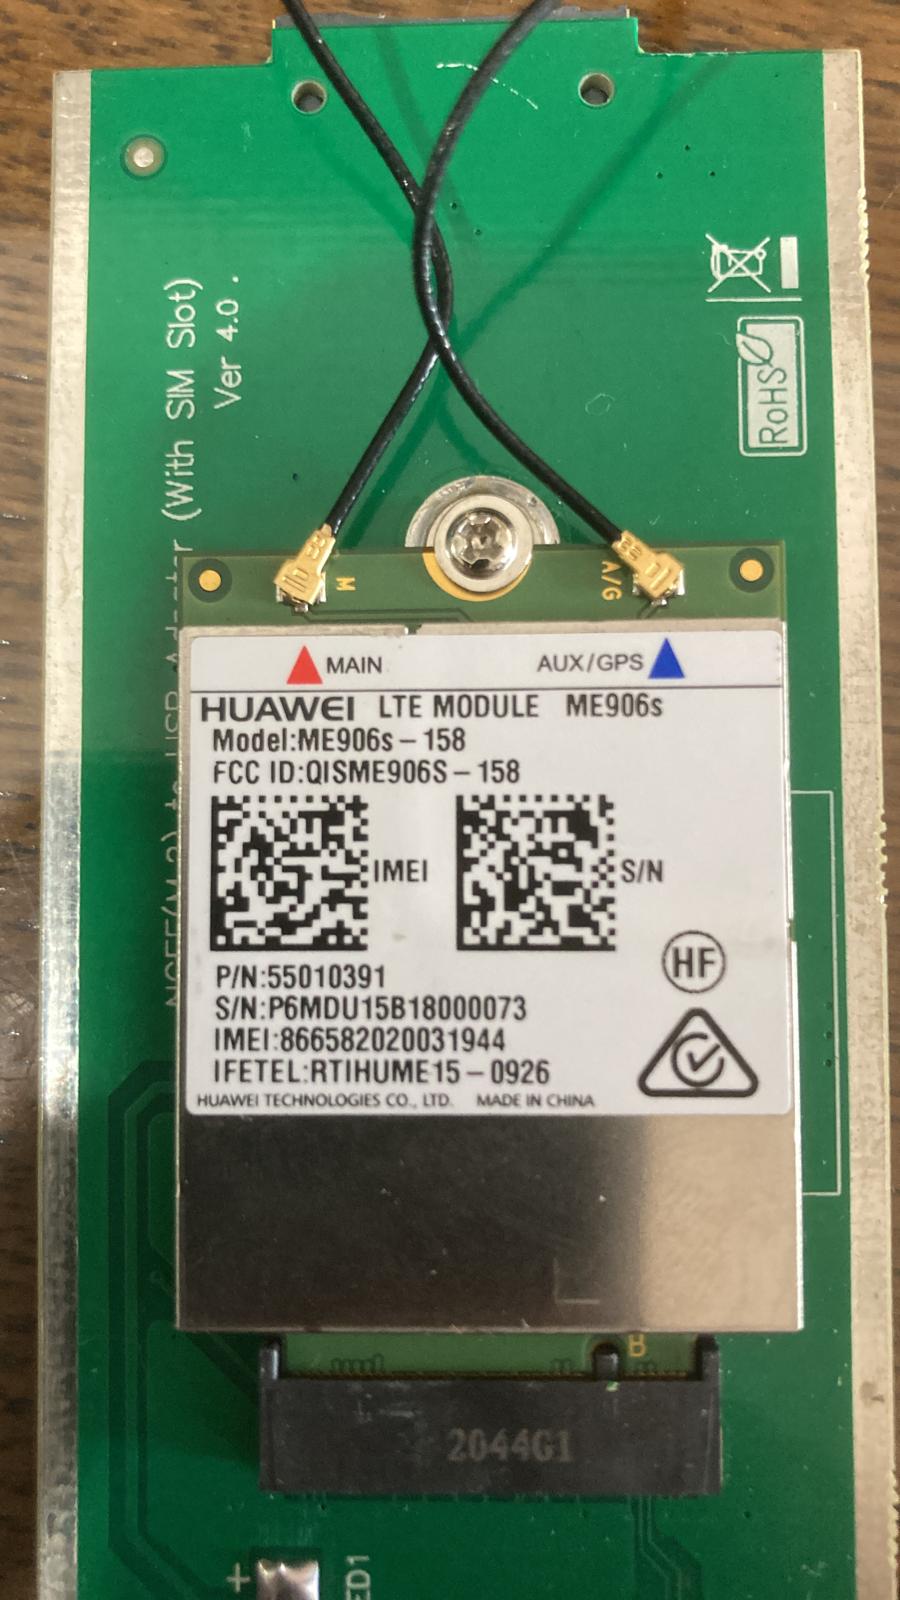 (With SIM Slot)
Ver 4.0 .
RoHS
M
A/G
MAIN
AUX/GPS
HUAWEI LTE MODULE ME906s
Model:ME906s-158
FCC ID:QISME906S-158
IMEI
S/N
HF
P/N:55010391
S/N:P6MDU15B18000073
IMEI:866582020031944
IFETEL:RTIHUME15-0926
HUAWEI TECHNOLOGIES CO., LTD. MADE IN CHINA
B
2044G1
+